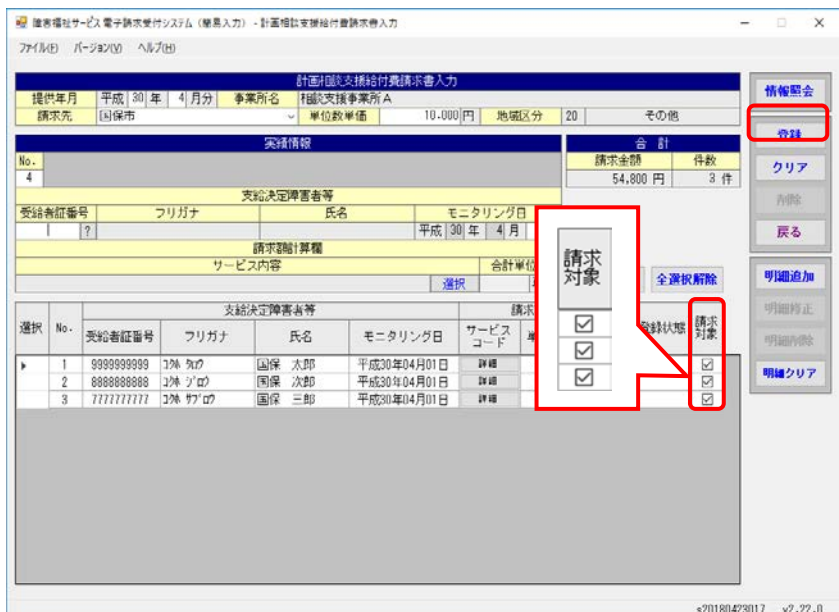 障害福祉サービス 電子請求受付システム（簡易入力） - 計画相談支援給付費請求書入力
ファイル(F) バージョン(V) ヘルプ(H)
計画相談支援給付費請求書入力
提供年月 平成 30 年 4 月分 事業所名 相談支援事業所A
請求先 国保市 単位数単価 10.000 円 地域区分 20 その他
実績情報
合 計
No.
4
請求金額 件数
54,800 円 3 件
支給決定障害者等
受給者証番号 フリガナ 氏名 モニタリング日
? 平成 30 年 4 月
請求額計算欄
サービス内容 合計単位
選択
全選択解除
支給決定障害者等
選択 No. 受給者証番号 フリガナ 氏名 モニタリング日 サービスコード 登録状態 請求対象
1 9999999999 コクホ タロウ 国保 太郎 平成30年04月01日 詳細
2 8888888888 コクホ ジロウ 国保 次郎 平成30年04月01日 詳細
3 7777777777 コクホ サブロウ 国保 三郎 平成30年04月01日 詳細
請求
対象
情報照会
登録
クリア
削除
戻る
明細追加
明細修正
明細削除
明細クリア
s20180423017 v2.22.0